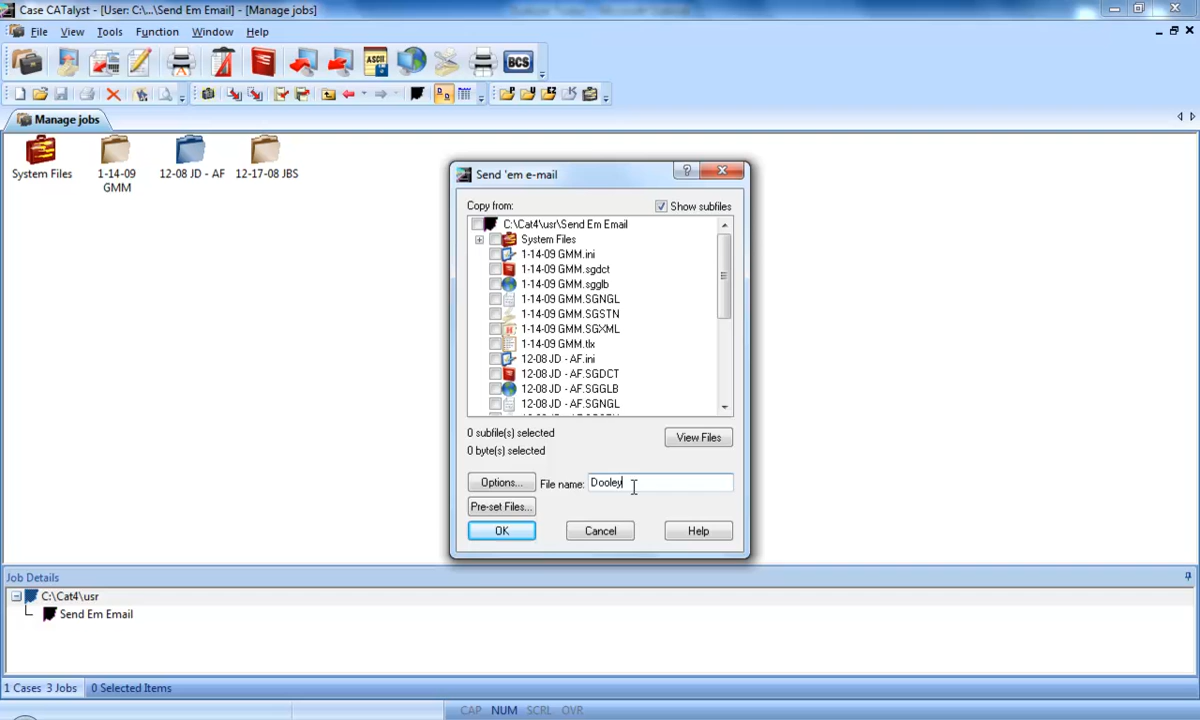 Case CATalyst - [User: C:\...\Send Em Email] - [Manage jobs]
File View Tools Function Window Help
ASCII
BCS
Manage jobs
System Files
1-14-09 GMM
12-08 JD - AF
12-17-08 JBS
Send 'em e-mail
Copy from:
Show subfiles
C:\Cat4\usr\Send Em Email
System Files
1-14-09 GMM.ini
1-14-09 GMM.sgdct
1-14-09 GMM.sgglb
1-14-09 GMM.SGNGL
1-14-09 GMM.SGSTN
1-14-09 GMM.SGXML
1-14-09 GMM.tlx
12-08 JD - AF.ini
12-08 JD - AF.SGDCT
12-08 JD - AF.SGGLB
12-08 JD - AF.SGNGL
0 subfile(s) selected
View Files
0 byte(s) selected
Options...
File name: Dooley
Pre-set Files...
OK
Cancel
Help
Job Details
C:\Cat4\usr
Send Em Email
1 Cases 3 Jobs
0 Selected Items
CAP NUM SCRL OVR